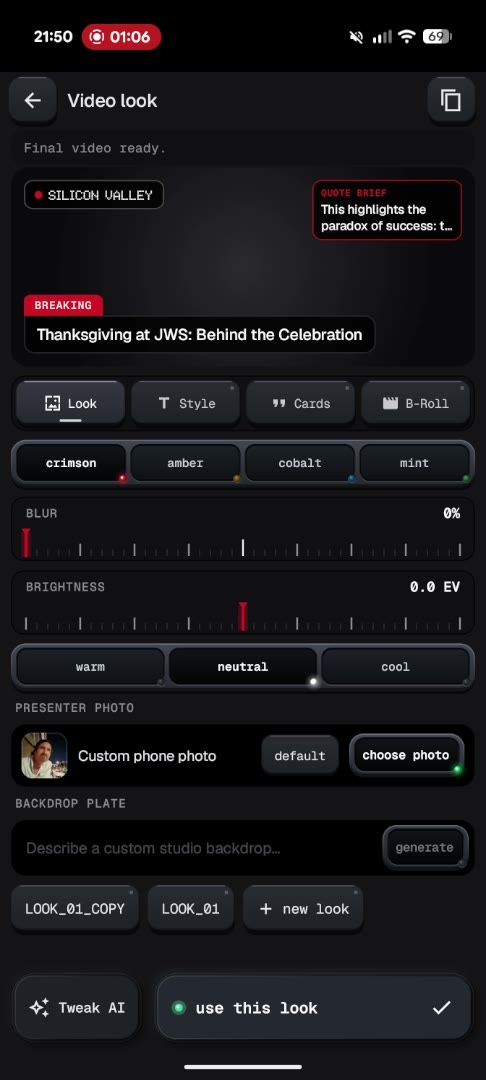 21:50 01:06 69
Video look
Final video ready.
SILICON VALLEY
QUOTE BRIEF
This highlights the
paradox of success: t…
BREAKING
Thanksgiving at JWS: Behind the Celebration
Look Style Cards B-Roll
crimson amber cobalt mint
BLUR 0%
BRIGHTNESS 0.0 EV
warm neutral cool
PRESENTER PHOTO
Custom phone photo default choose photo
BACKDROP PLATE
Describe a custom studio backdrop… generate
LOOK_01_COPY LOOK_01 + new look
Tweak AI use this look